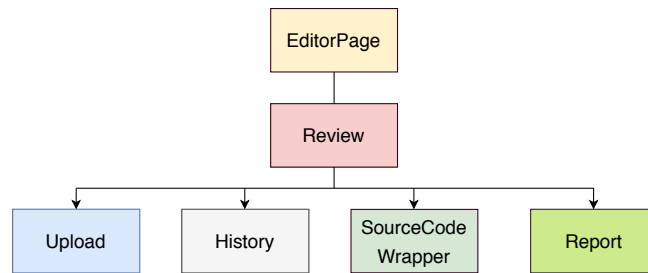 EditorPage
Review
Upload
History
SourceCode
Wrapper
Report